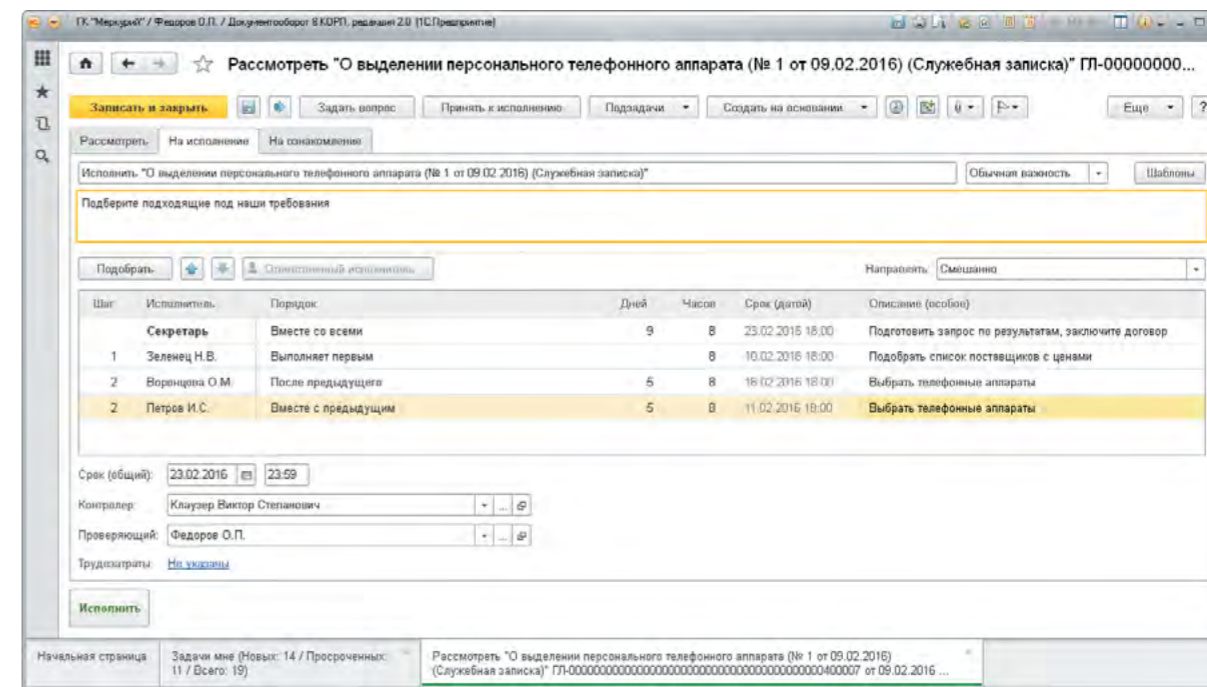 ГК "Меркурий" / Федоров О.П. / Документооборот 8 КОРП, редакция 2.0 (1С:Предприятие)
Рассмотреть "О выделении персонального телефонного аппарата (№ 1 от 09.02.2016) (Служебная записка)" ГЛ-00000000...
Записать и закрыть Задать вопрос Принять к исполнению Подзадачи Создать на основании Еще ?
Рассмотреть На исполнение На ознакомление
Исполнить "О выделении персонального телефонного аппарата (№ 1 от 09.02.2016) (Служебная записка)" Обычная важность Шаблоны
Подберите подходящие под наши требования
Подобрать Ответственный исполнитель Направлять: Смешанно
Шаг Исполнитель Порядок Дней Часов Срок (датой) Описание (особое)
Секретарь Вместе со всеми 9 8 23.02.2016 18:00 Подготовить запрос по результатам, заключите договор
1 Зеленец Н.В. Выполняет первым 8 10.02.2016 18:00 Подобрать список поставщиков с ценами
2 Воронцова О.М. После предыдущего 5 8 16.02.2016 18:00 Выбрать телефонные аппараты
2 Петров И.С. Вместе с предыдущим 5 8 11.02.2016 18:00 Выбрать телефонные аппараты
Срок (общий): 23.02.2016 23:59
Контролер: Клаузер Виктор Степанович ...
Проверяющий: Федоров О.П. ...
Трудозатраты: Не указаны
Исполнить
Начальная страница Задачи мне (Новых: 14 / Просроченных: Рассмотреть "О выделении персонального телефонного аппарата (№ 1 от 09.02.2016)
11 / Всего: 19) (Служебная записка)" от 09.02.2016 ...